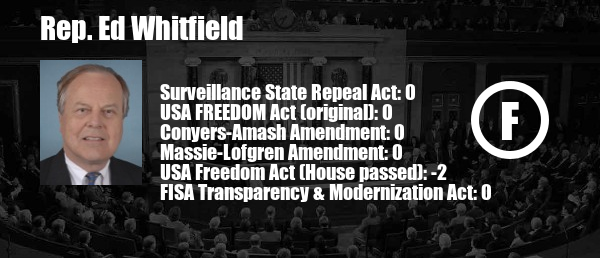 Rep. Ed Whitfield
Surveillance State Repeal Act: 0
USA FREEDOM Act (original): 0
Conyers-Amash Amendment: 0
Massie-Lofgren Amendment: 0
USA Freedom Act (House passed): -2
FISA Transparency & Modernization Act: 0
F